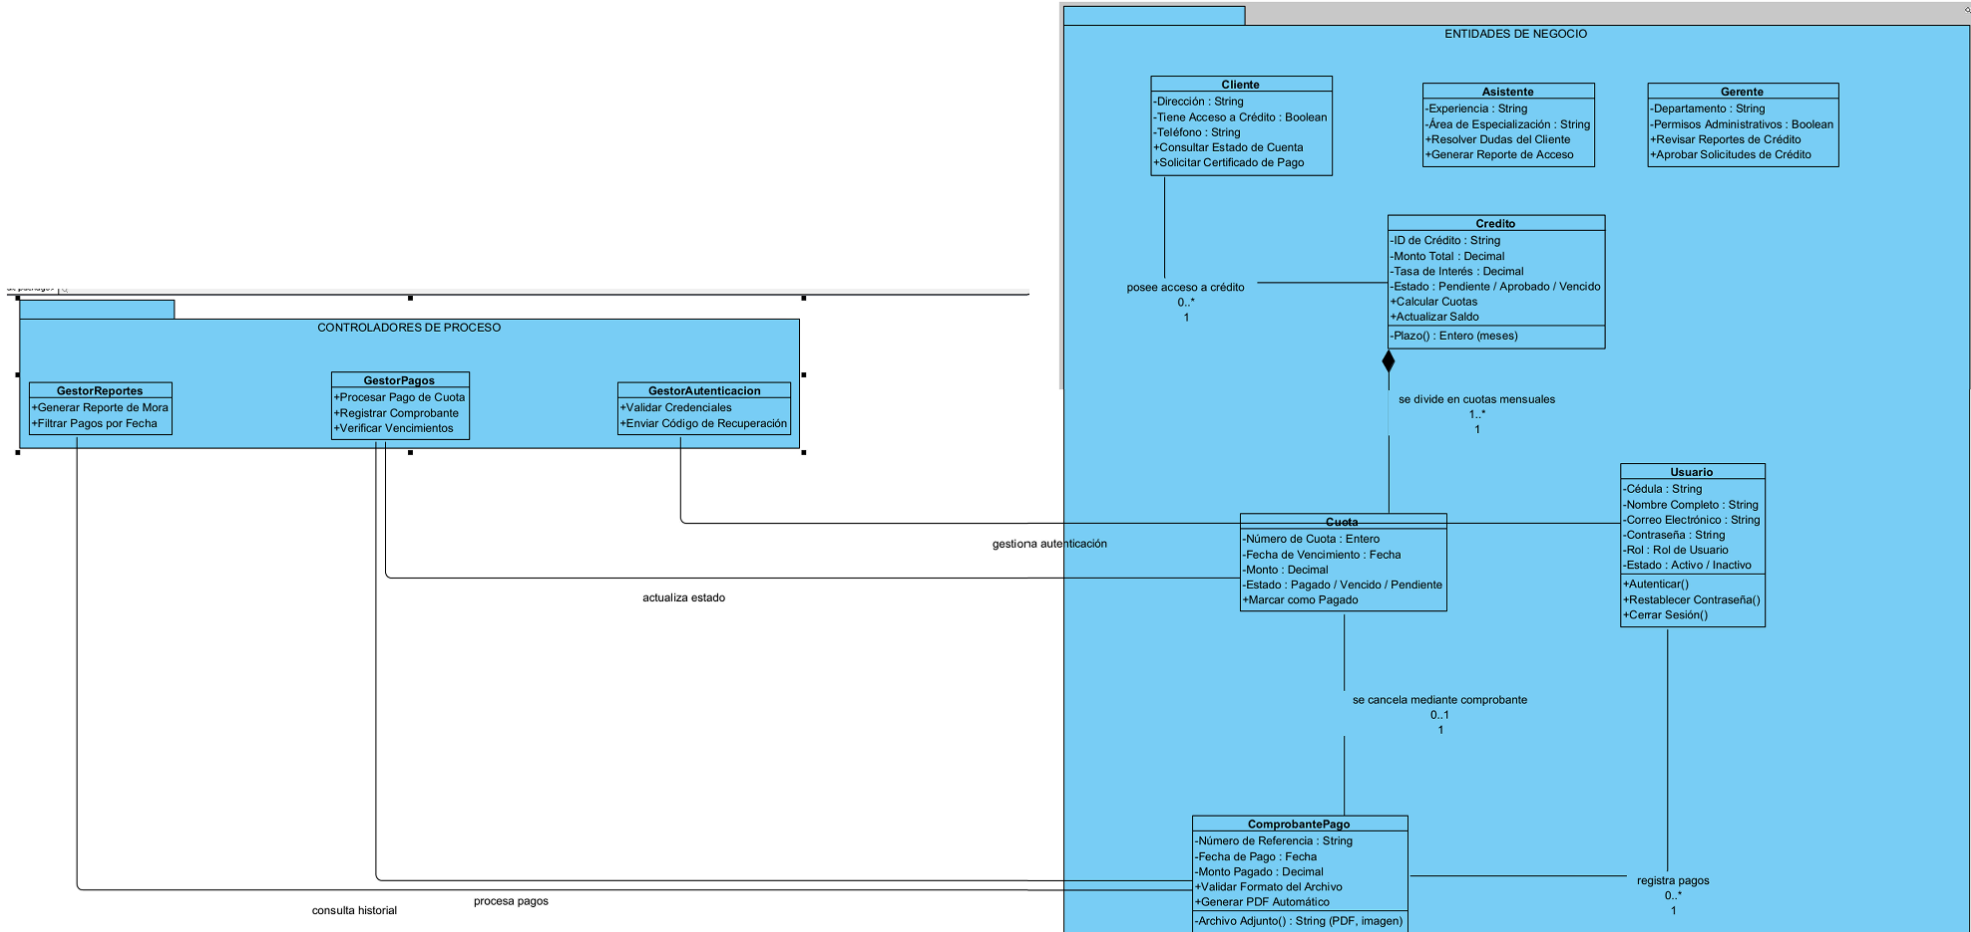 ENTIDADES DE NEGOCIO
Cliente
-Dirección : String
-Tiene Acceso a Crédito : Boolean
-Teléfono : String
+Consultar Estado de Cuenta
+Solicitar Certificado de Pago
Asistente
-Experiencia : String
-Área de Especialización : String
+Resolver Dudas del Cliente
+Generar Reporte de Acceso
Gerente
-Departamento : String
-Permisos Administrativos : Boolean
+Revisar Reportes de Crédito
+Aprobar Solicitudes de Crédito
Credito
-ID de Crédito : String
-Monto Total : Decimal
-Tasa de Interés : Decimal
-Estado : Pendiente / Aprobado / Vencido
+Calcular Cuotas
+Actualizar Saldo
-Plazo() : Entero (meses)
posee acceso a crédito
0..*
1
CONTROLADORES DE PROCESO
GestorReportes
+Generar Reporte de Mora
+Filtrar Pagos por Fecha
GestorPagos
+Procesar Pago de Cuota
+Registrar Comprobante
+Verificar Vencimientos
GestorAutenticacion
+Validar Credenciales
+Enviar Código de Recuperación
se divide en cuotas mensuales
1..*
1
Usuario
-Cédula : String
-Nombre Completo : String
-Correo Electrónico : String
-Contraseña : String
-Rol : Rol de Usuario
-Estado : Activo / Inactivo
+Autenticar()
+Restablecer Contraseña()
+Cerrar Sesión()
Cuota
-Número de Cuota : Entero
-Fecha de Vencimiento : Fecha
-Monto : Decimal
-Estado : Pagado / Vencido / Pendiente
+Marcar como Pagado
gestiona autenticación
actualiza estado
se cancela mediante comprobante
0..1
1
ComprobantePago
-Número de Referencia : String
-Fecha de Pago : Fecha
-Monto Pagado : Decimal
+Validar Formato del Archivo
+Generar PDF Automático
-Archivo Adjunto() : String (PDF, imagen)
registra pagos
0..*
1
procesa pagos
consulta historial